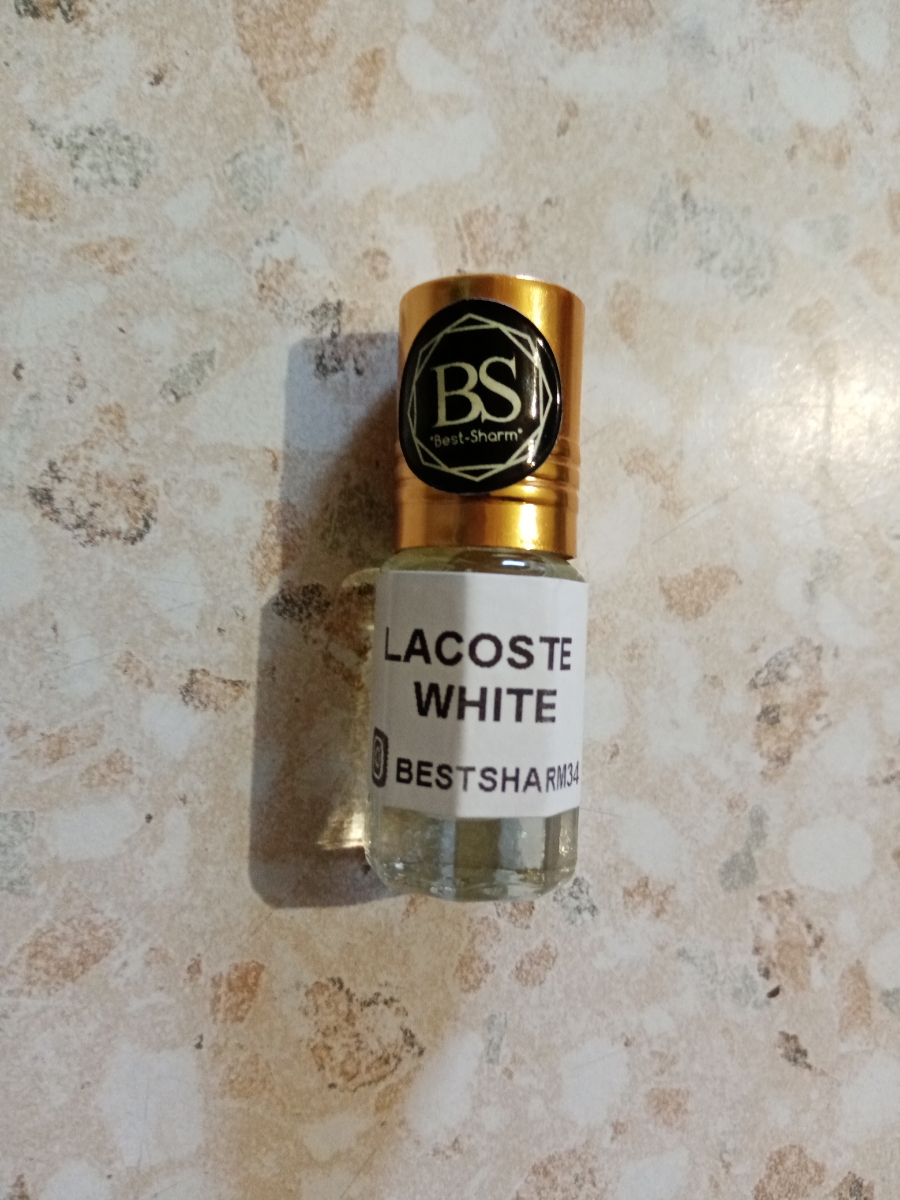 BS
"Best-Sharm"
LACOSTE
WHITE
BESTSHARM34